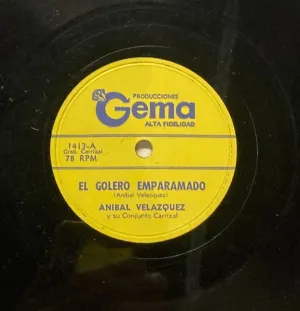 PRODUCCIONES
Gema
ALTA FIDELIDAD
1413-A
Grab. Carrizal
78 RPM
EL GOLERO EMPARAMADO
(Anibal Velazquez)
ANIBAL VELAZQUEZ
y su Conjunto Carrizal